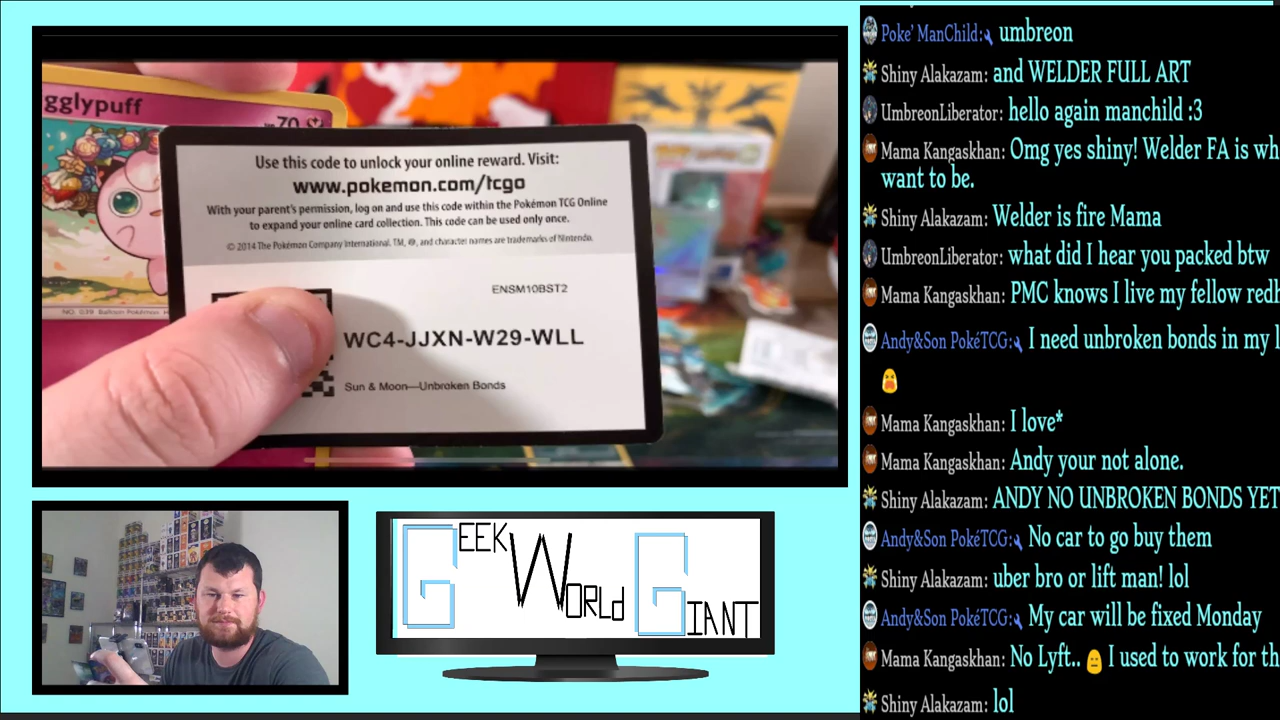 gglypuff
70
Use this code to unlock your online reward. Visit:
www.pokemon.com/tcgo
With your parent's permission, log on and use this code within the Pokémon TCG Online
to expand your online card collection. This code can be used only once.
© 2014 The Pokémon Company International. TM, ®, and character names are trademarks of Nintendo.
ENSM10BST2
WC4-JJXN-W29-WLL
Sun & Moon—Unbroken Bonds
NO. 039 Balloon Pokémon
GEEK
WORLD
GIANT
Poke' ManChild: umbreon
Shiny Alakazam: and WELDER FULL ART
UmbreonLiberator: hello again manchild :3
Mama Kangaskhan: Omg yes shiny! Welder FA is wh
want to be.
Shiny Alakazam: Welder is fire Mama
UmbreonLiberator: what did I hear you packed btw
Mama Kangaskhan: PMC knows I live my fellow redh
Andy&Son PokéTCG: I need unbroken bonds in my l
Mama Kangaskhan: I love*
Mama Kangaskhan: Andy your not alone.
Shiny Alakazam: ANDY NO UNBROKEN BONDS YET
Andy&Son PokéTCG: No car to go buy them
Shiny Alakazam: uber bro or lift man! lol
Andy&Son PokéTCG: My car will be fixed Monday
Mama Kangaskhan: No Lyft.. 😐 I used to work for th
Shiny Alakazam: lol